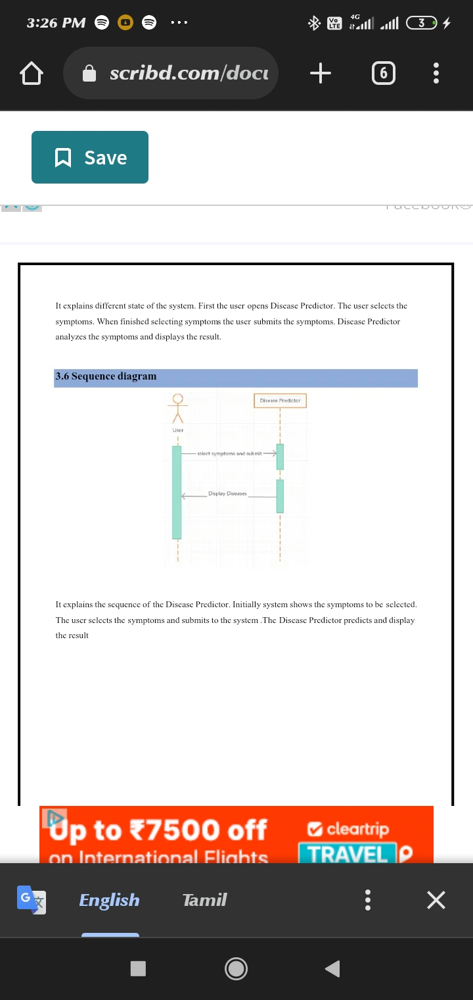 3:26 PM
Vo
LTE
4G
3
scribd.com/docu
6
Save
It explains different state of the system. First the user opens Disease Predictor. The user selects the
symptoms. When finished selecting symptoms the user submits the symptoms. Disease Predictor
analyzes the symptoms and displays the result.
3.6 Sequence diagram
Disease Predictor
User
select symptoms and submit
Display Diseases
It explains the sequence of the Disease Predictor. Initially system shows the symptoms to be selected.
The user selects the symptoms and submits to the system .The Disease Predictor predicts and display
the result
Up to ₹7500 off
cleartrip
on International Flights
TRAVEL
G 文
English
Tamil